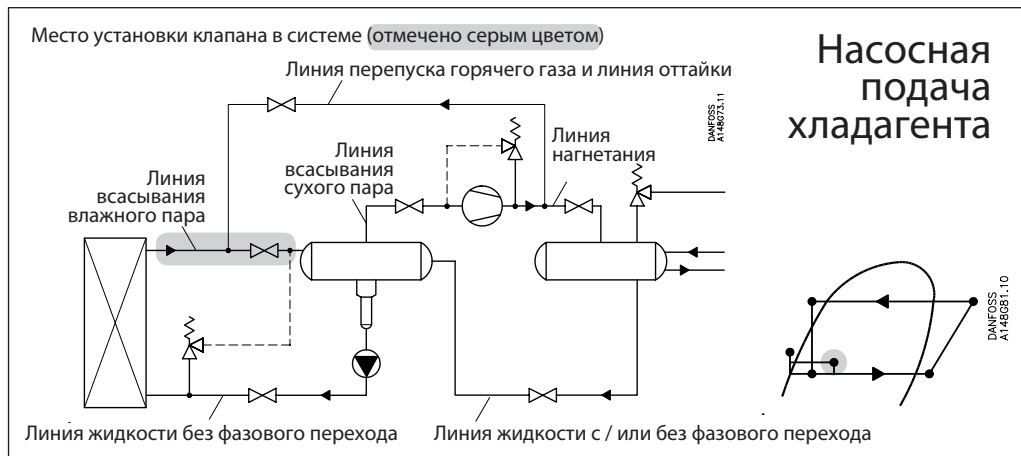 Место установки клапана в системе (отмечено серым цветом)
Насосная
подача
хладагента
Линия перепуска горячего газа и линия оттайки
DANFOSS
A148G73.11
Линия
нагнетания
Линия
всасывания
сухого пара
Линия
всасывания
влажного пара
DANFOSS
A148G81.10
Линия жидкости без фазового перехода
Линия жидкости с / или без фазового перехода